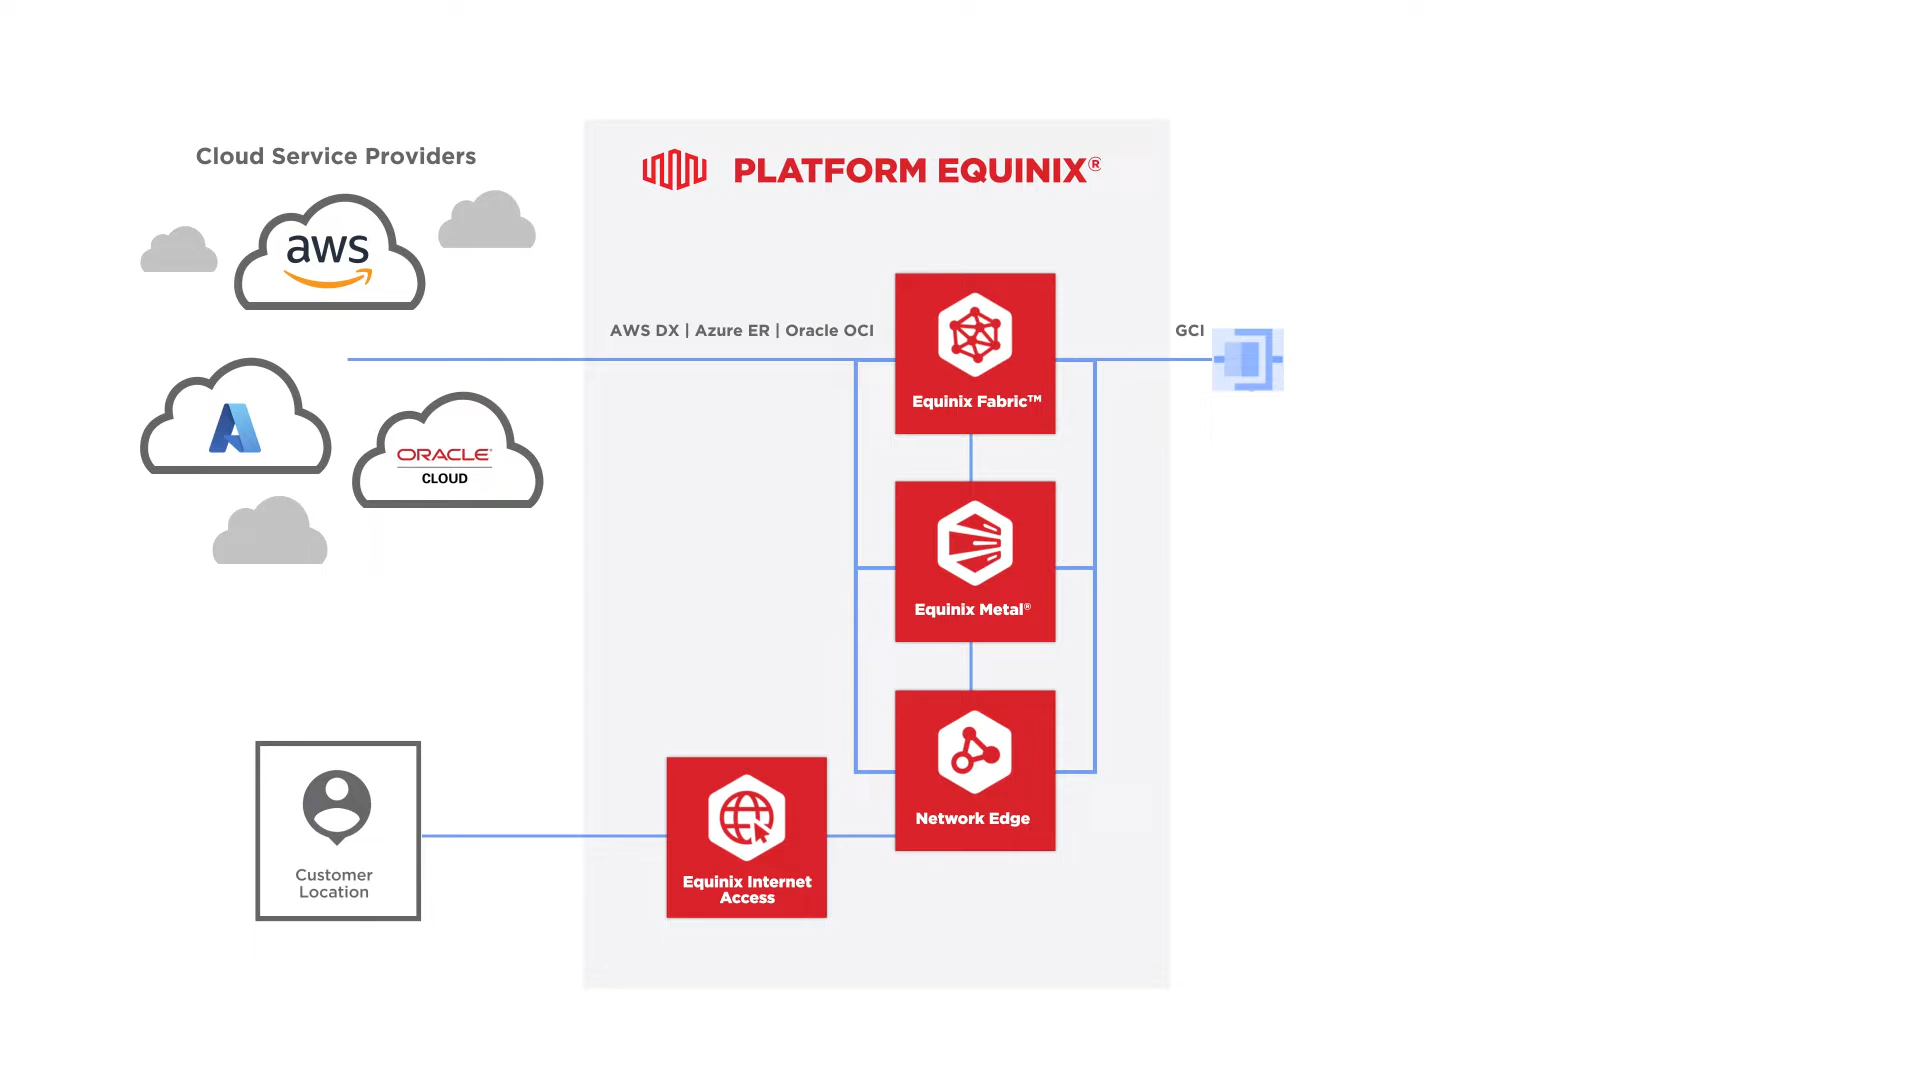 Cloud Service Providers
PLATFORM EQUINIX®
aws
AWS DX | Azure ER | Oracle OCI
GCI
Equinix Fabric™
ORACLE®
CLOUD
Equinix Metal®
Network Edge
Customer
Location
Equinix Internet
Access